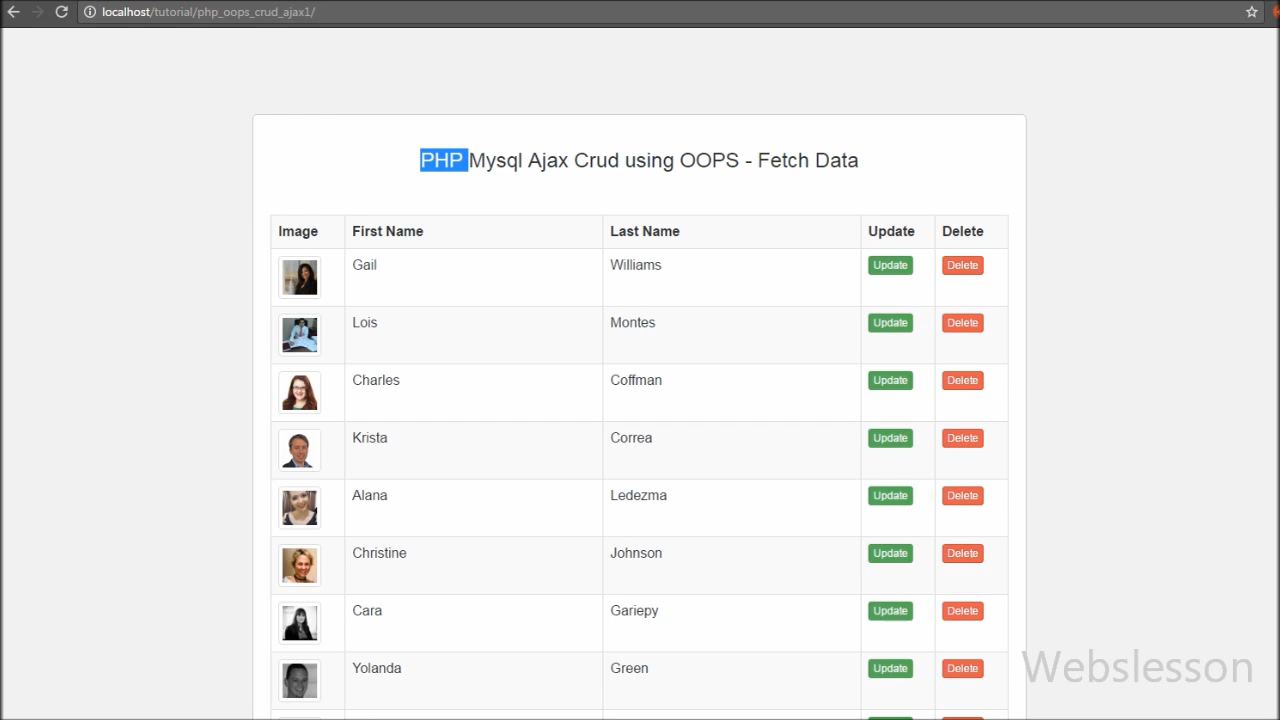 localhost/tutorial/php_oops_crud_ajax1/
PHP Mysql Ajax Crud using OOPS - Fetch Data
Image First Name Last Name Update Delete
Gail Williams Update Delete
Lois Montes Update Delete
Charles Coffman Update Delete
Krista Correa Update Delete
Alana Ledezma Update Delete
Christine Johnson Update Delete
Cara Gariepy Update Delete
Yolanda Green Update Delete
Webslesson